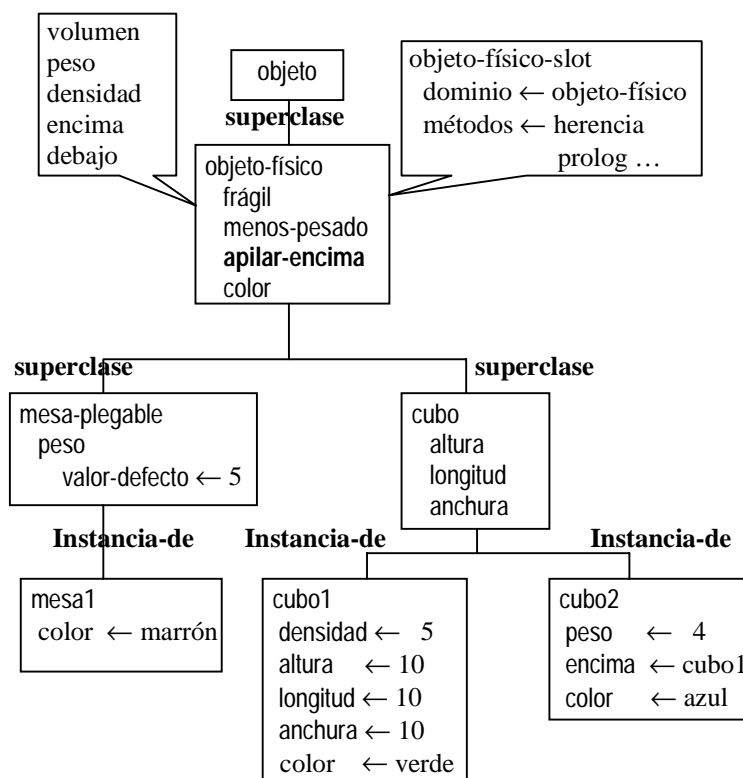 volumen
peso
densidad
encima
debajo
objeto
superclase
objeto-físico-slot
dominio ← objeto-físico
métodos ← herencia
prolog ...
objeto-físico
frágil
menos-pesado
apilar-encima
color
superclase
superclase
mesa-plegable
peso
valor-defecto ← 5
cubo
altura
longitud
anchura
Instancia-de
Instancia-de
Instancia-de
mesa1
color ← marrón
cubo1
densidad ← 5
altura ← 10
longitud ← 10
anchura ← 10
color ← verde
cubo2
peso ← 4
encima ← cubo1
color ← azul